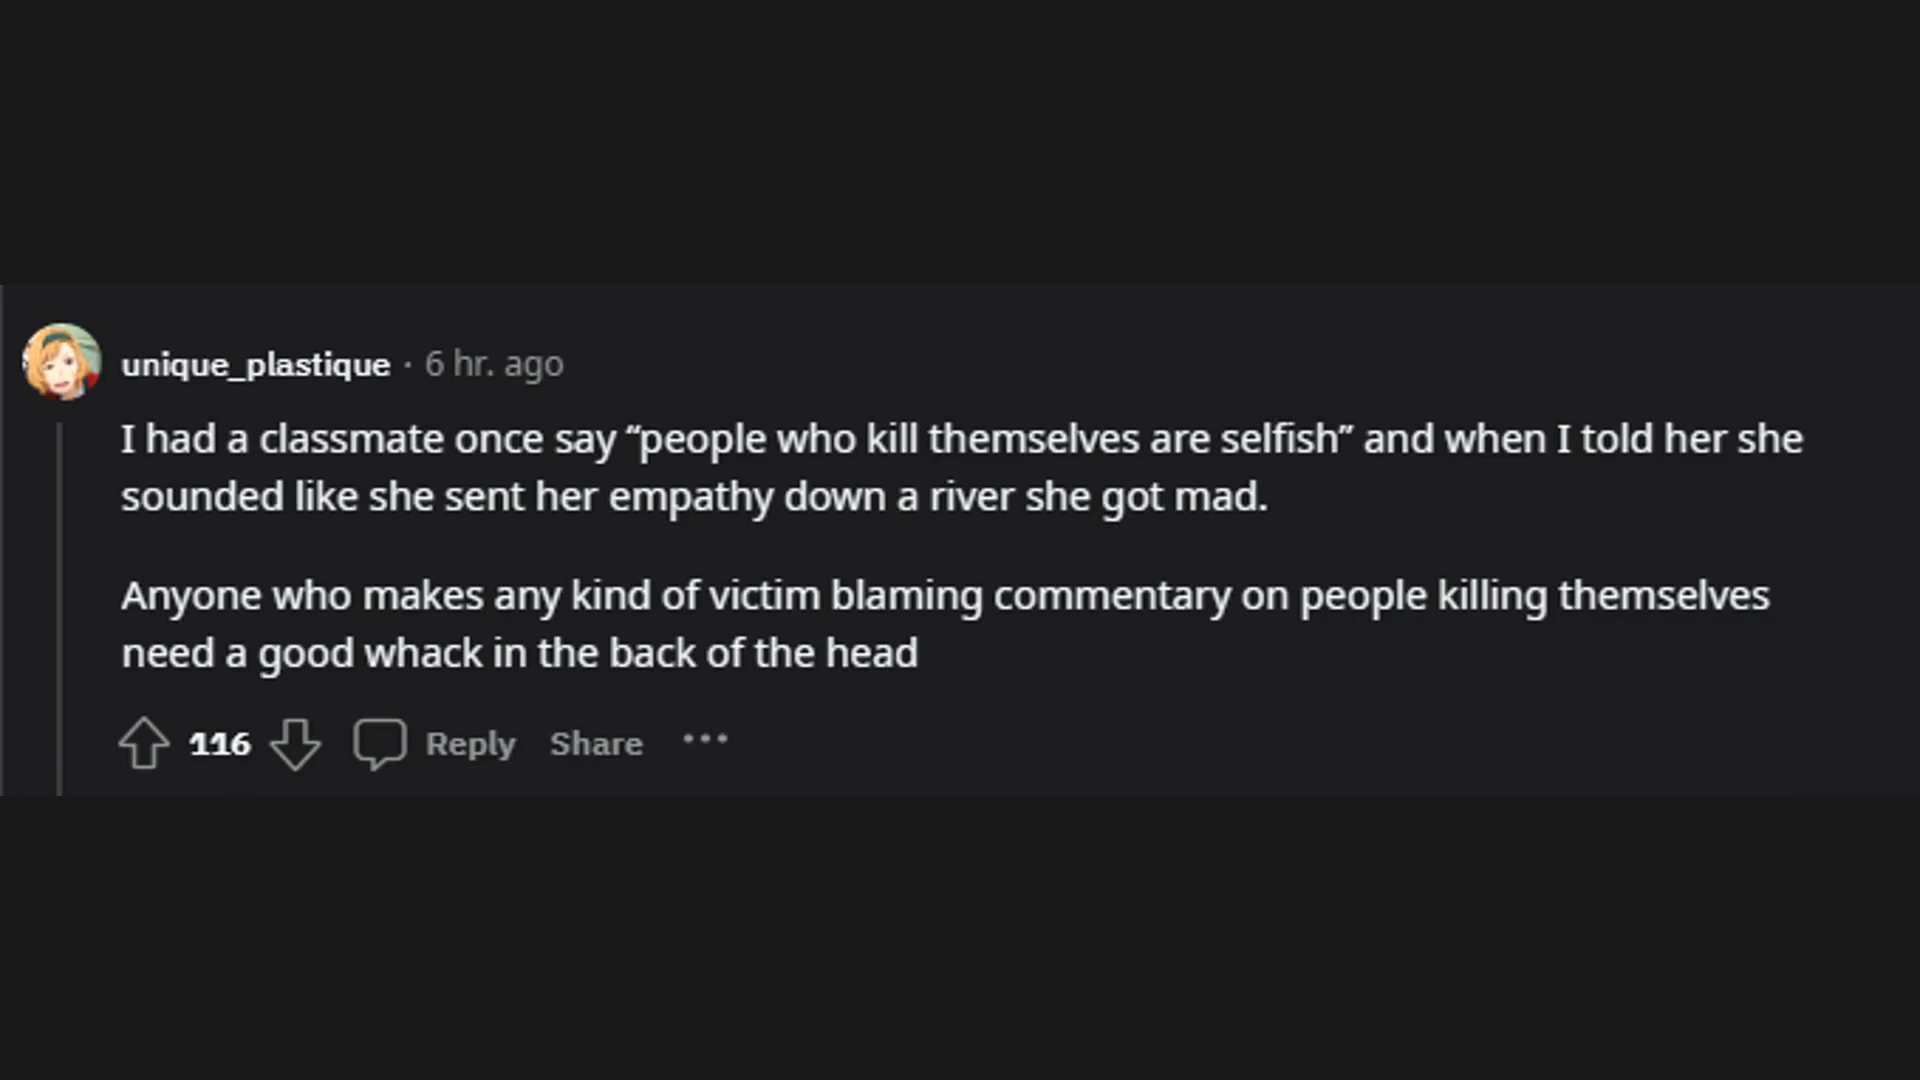 unique_plastique · 6 hr. ago
I had a classmate once say “people who kill themselves are selfish” and when I told her she
sounded like she sent her empathy down a river she got mad.
Anyone who makes any kind of victim blaming commentary on people killing themselves
need a good whack in the back of the head
116 Reply Share ···